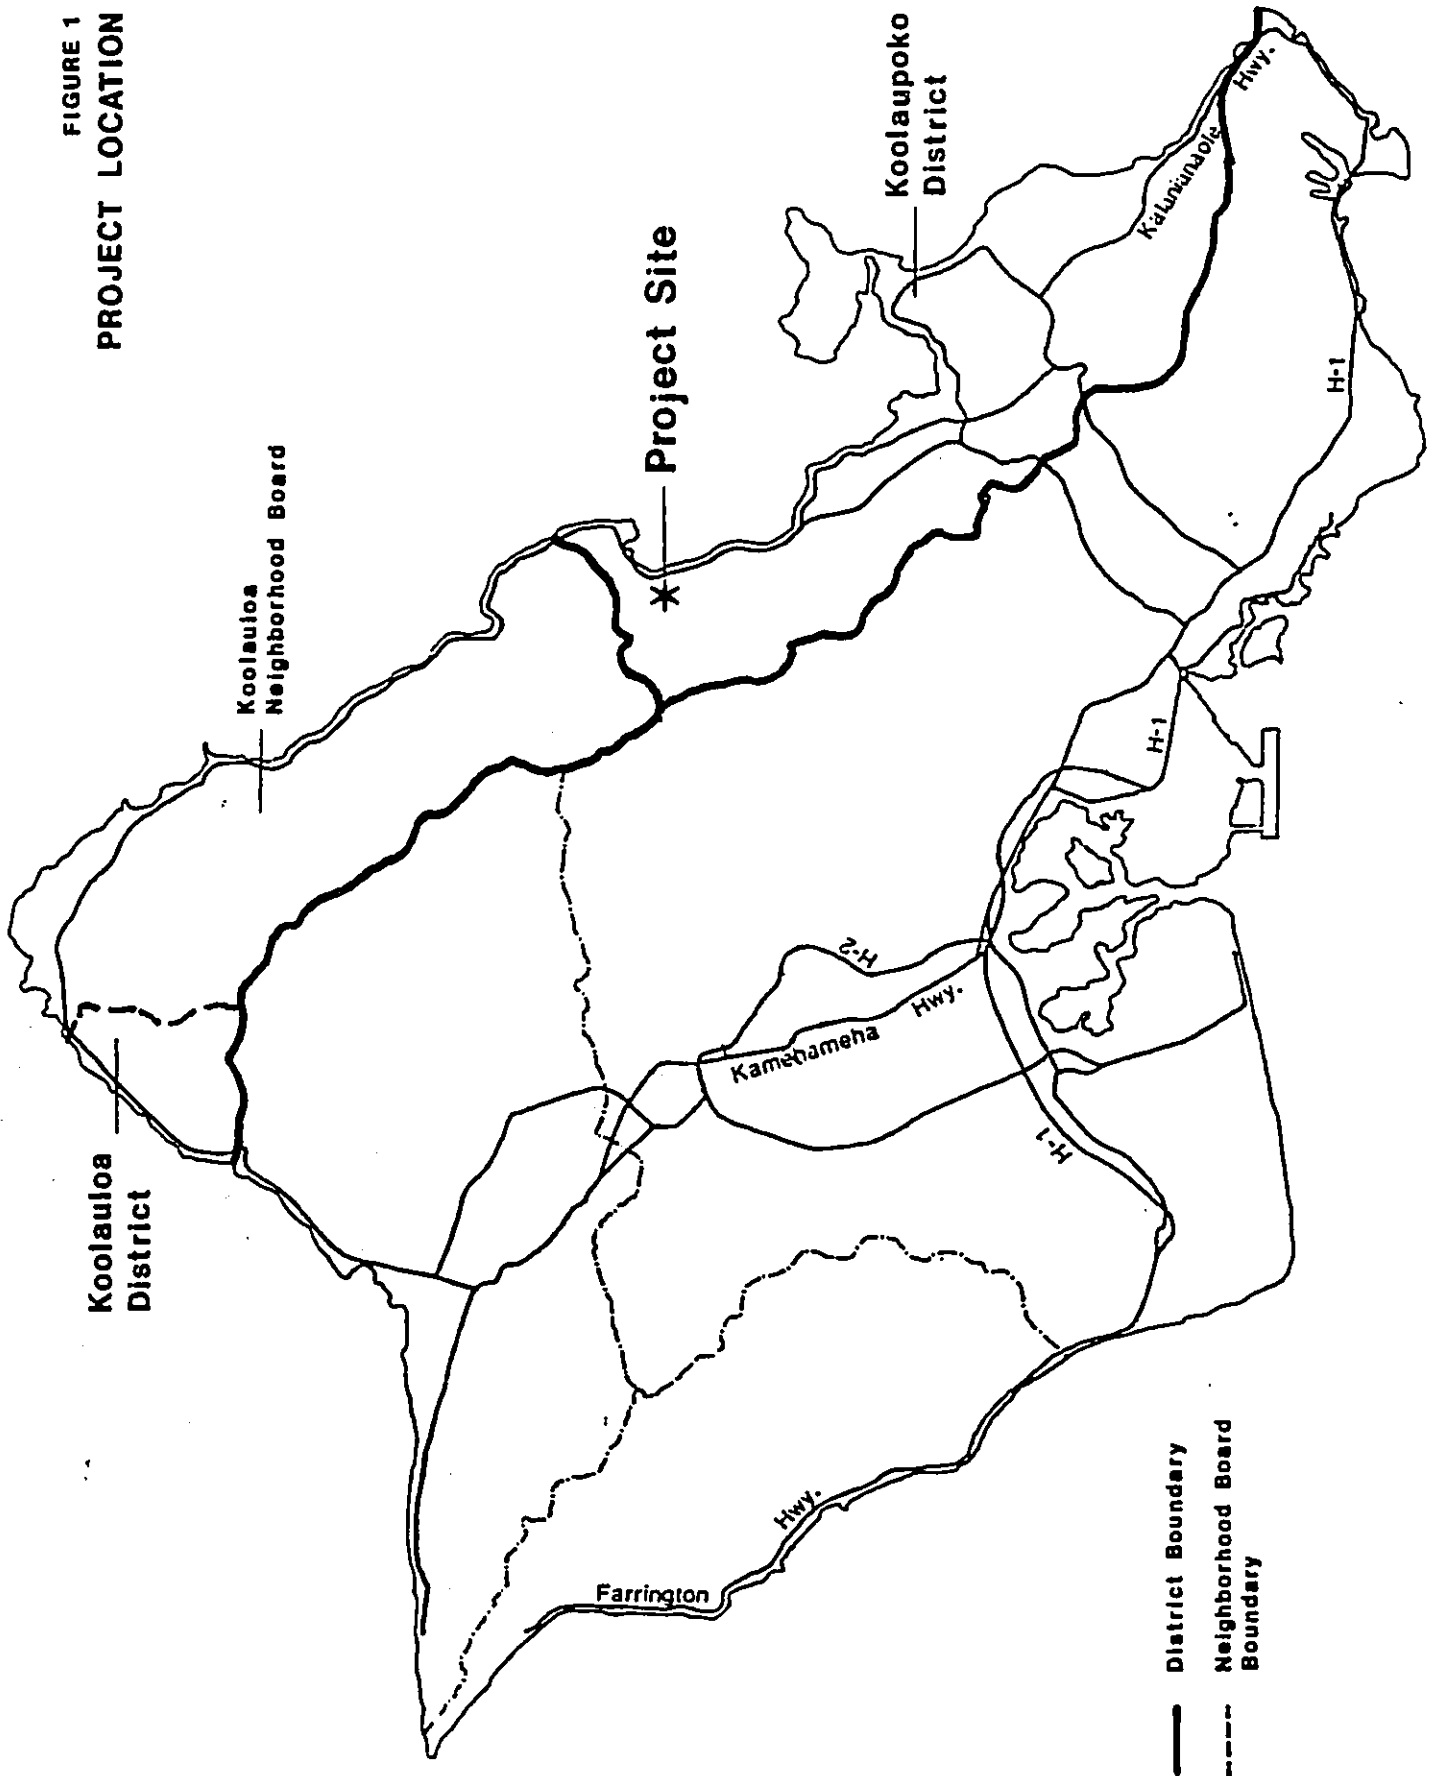 FIGURE 1
PROJECT LOCATION
Koolauloa
Neighborhood Board
Koolaupoko
District
Project Site
Koolauloa
District
Kalanianaole
Hwy.
H-1
H-1
H-2
Kamehameha
Hwy.
H-1
Farrington
Hwy.
District Boundary
Neighborhood Board
Boundary